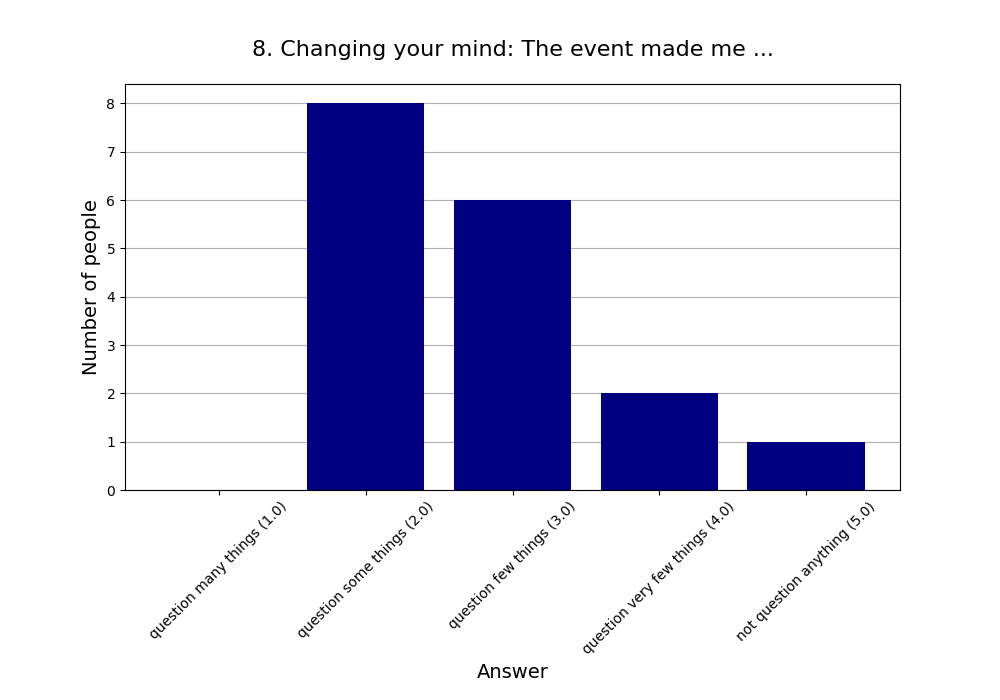 8. Changing your mind: The event made me ...
Number of people
8
7
6
5
4
3
2
1
0
question many things (1.0)
question some things (2.0)
question few things (3.0)
question very few things (4.0)
not question anything (5.0)
Answer